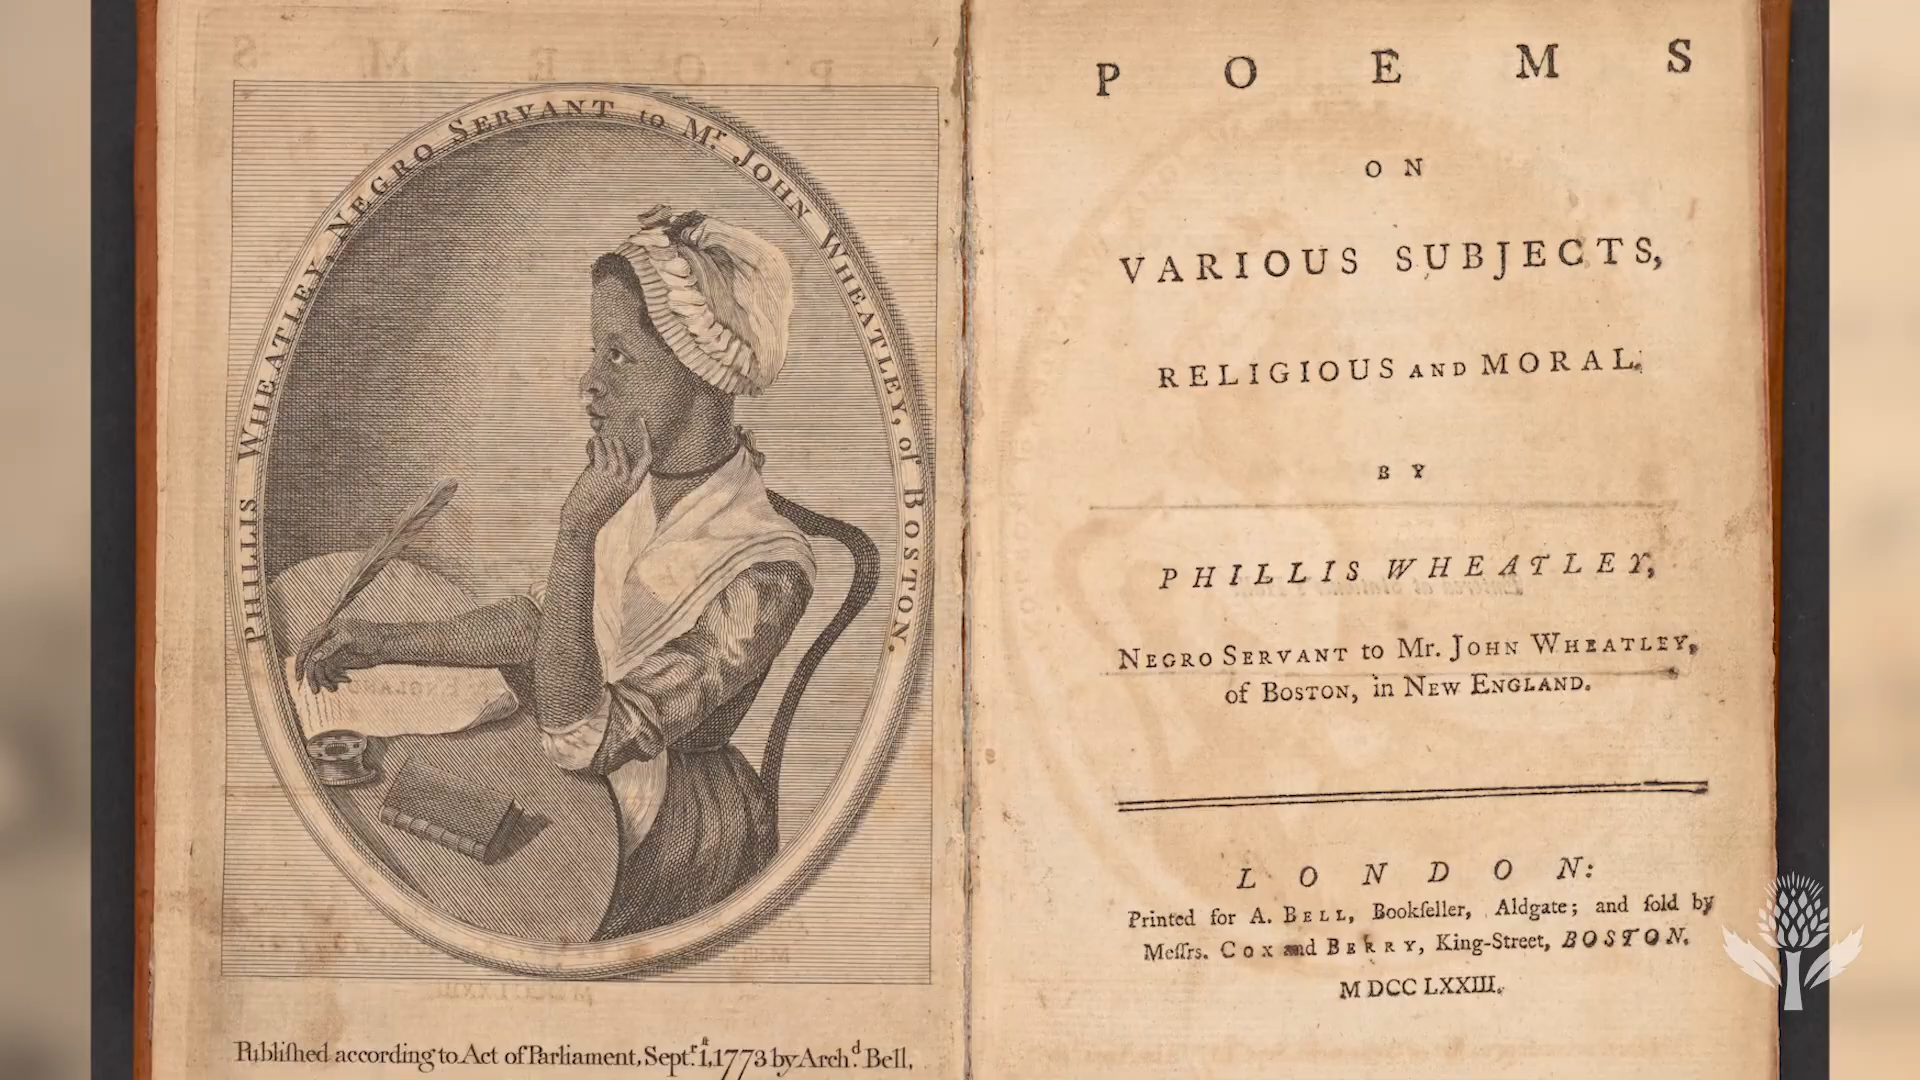 PHILLIS WHEATLEY, NEGRO SERVANT to Mr. JOHN WHEATLEY, of BOSTON.
Publiſhed according to Act of Parliament, Septr. 1ſt, 1773 by Archd. Bell,
POEMS
ON
VARIOUS SUBJECTS,
RELIGIOUS AND MORAL.
BY
PHILLIS WHEATLEY,
NEGRO SERVANT to Mr. JOHN WHEATLEY,
of BOSTON, in NEW ENGLAND.
LONDON:
Printed for A. BELL, Bookſeller, Aldgate; and ſold by
Meſſrs. COX and BERRY, King-Street, BOSTON.
M DCC LXXIII.